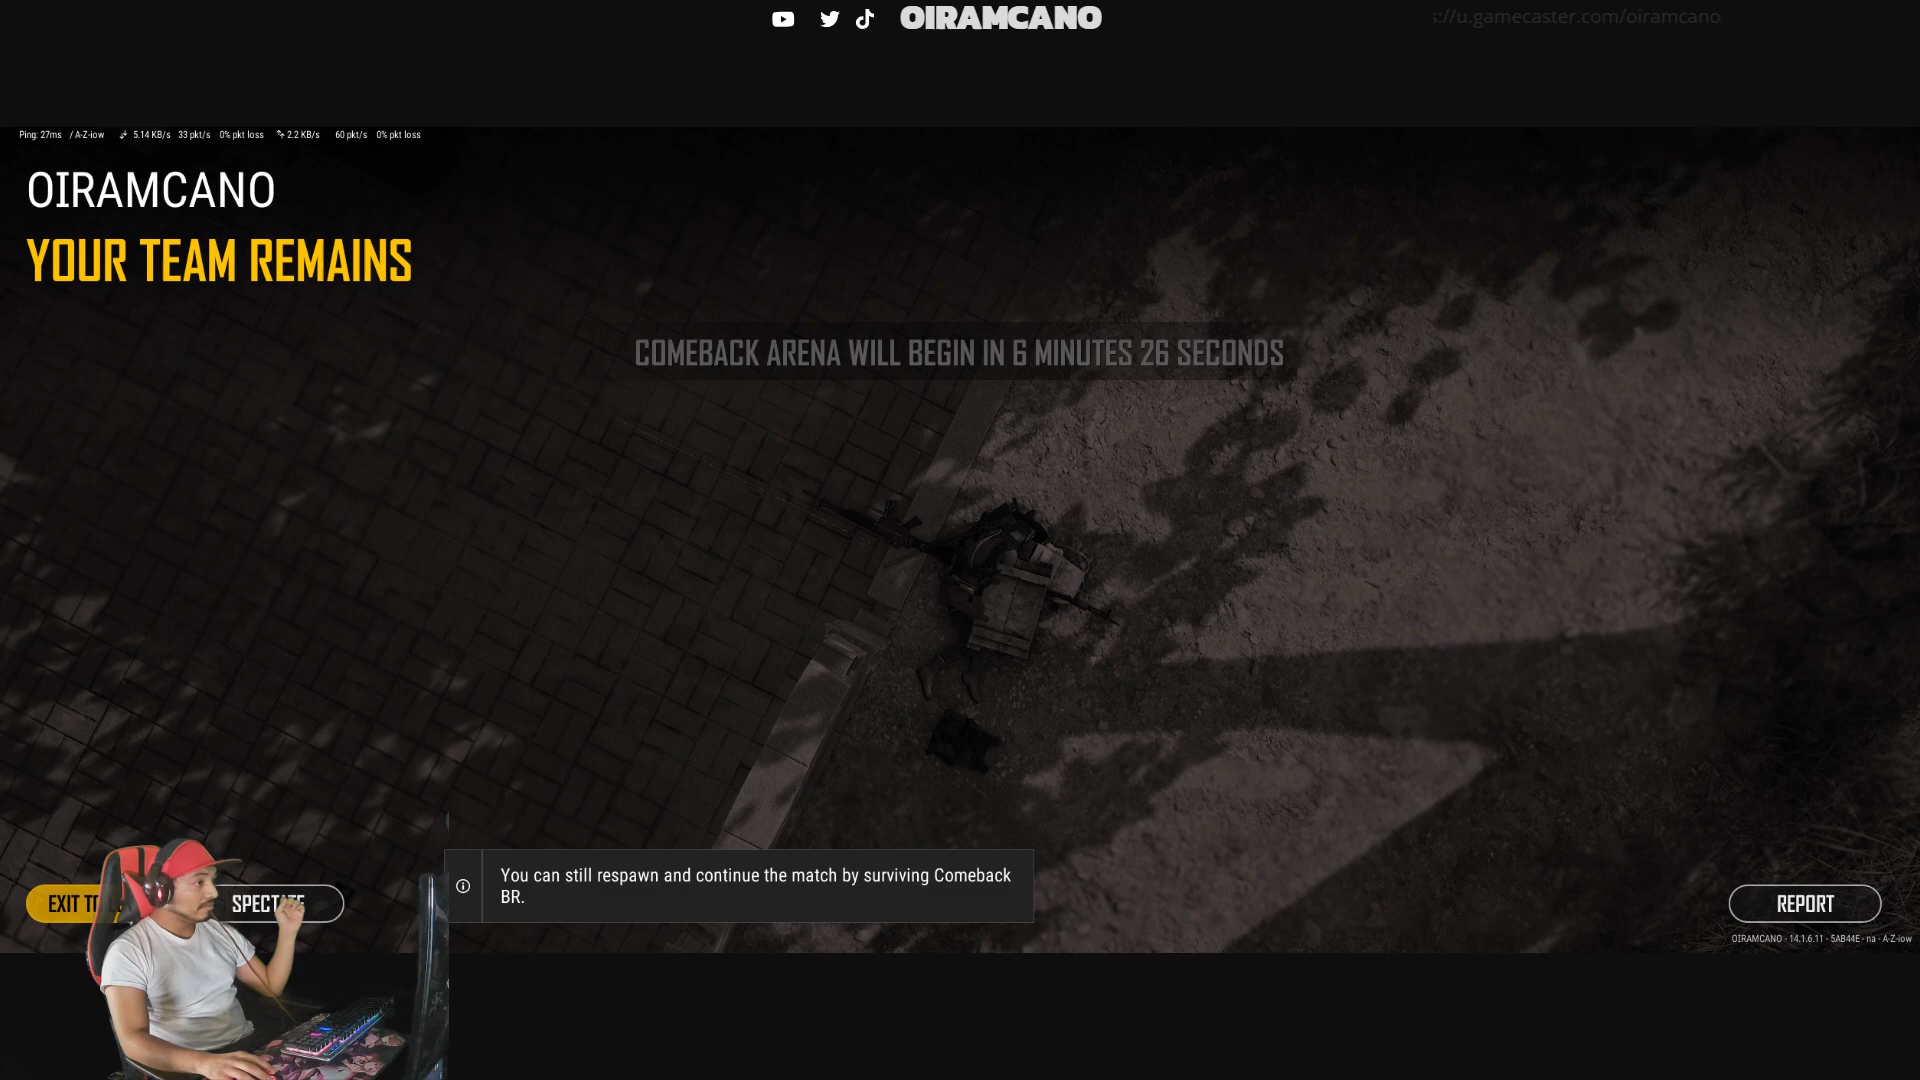 OIRAMCANO
://u.gamecaster.com/oiramcano
Ping: 27ms / A-Z-iow 5.14 KB/s 33 pkt/s 0% pkt loss 2.2 KB/s 60 pkt/s 0% pkt loss
OIRAMCANO
YOUR TEAM REMAINS
COMEBACK ARENA WILL BEGIN IN 6 MINUTES 26 SECONDS
You can still respawn and continue the match by surviving Comeback
BR.
EXIT TO
SPECTATE
REPORT
OIRAMCANO - 14.1.6.11 - 5AB44E - na - A-Z-iow